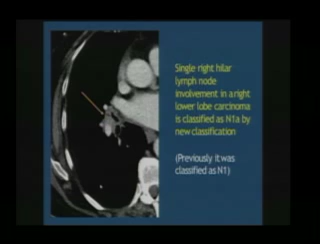 Single right hilar
lymph node
involvement in a right
lower lobe carcinoma
is classified as N1a by
new classification
(Previously it was
classified as N1)